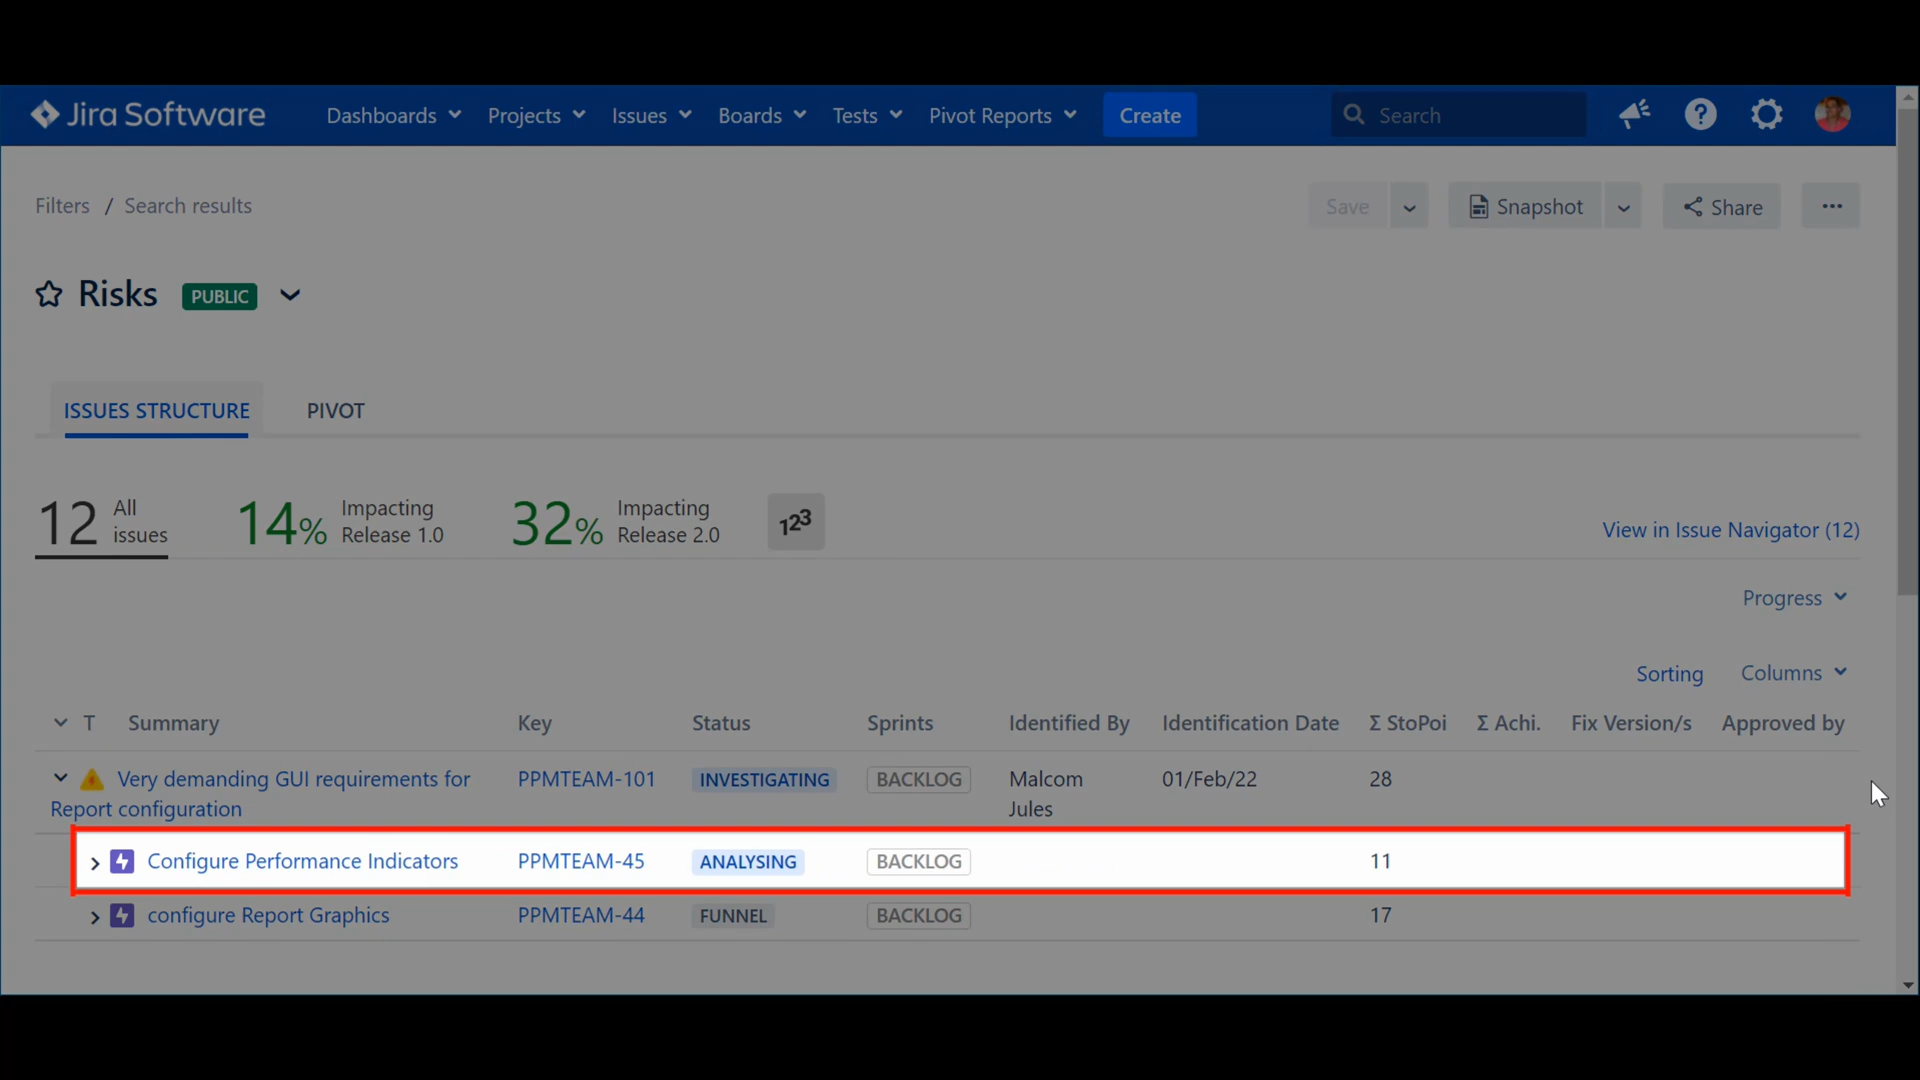 Jira Software Dashboards Projects Issues Boards Tests Pivot Reports Create Search
Filters / Search results Save Snapshot Share
Risks PUBLIC
ISSUES STRUCTURE PIVOT
12 All issues 14% Impacting Release 1.0 32% Impacting Release 2.0 123
View in Issue Navigator (12)
Progress
Sorting Columns
T Summary Key Status Sprints Identified By Identification Date Σ StoPoi Σ Achi. Fix Version/s Approved by
Very demanding GUI requirements for PPMTEAM-101 INVESTIGATING BACKLOG Malcom 01/Feb/22 28
Report configuration Jules
Configure Performance Indicators PPMTEAM-45 ANALYSING BACKLOG 11
configure Report Graphics PPMTEAM-44 FUNNEL BACKLOG 17